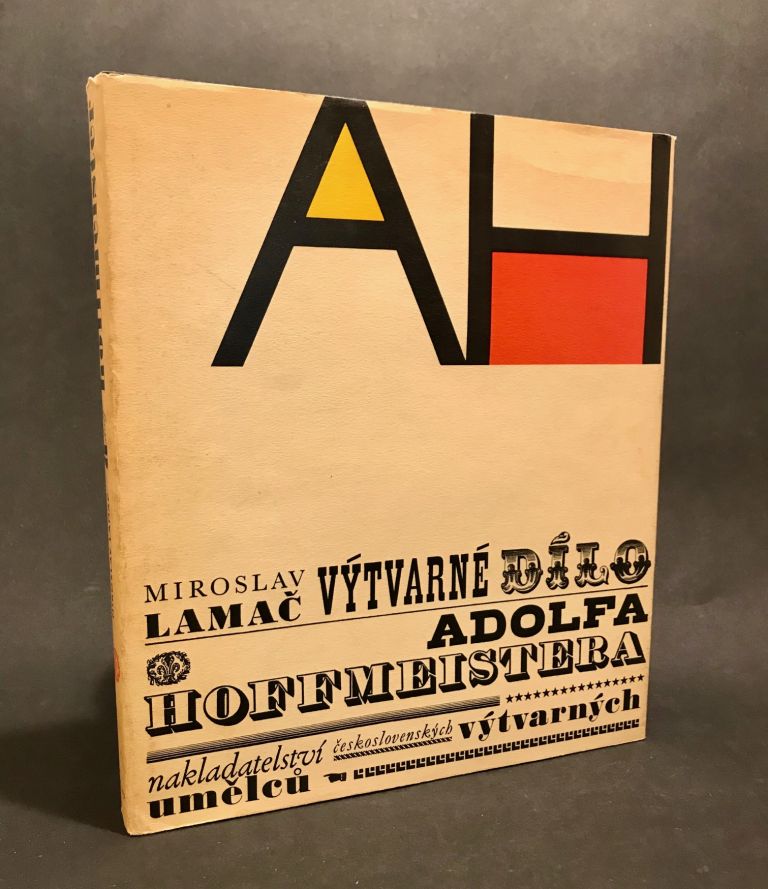 AH
MIROSLAV
LAMAČ VÝTVARNÉ DÍLO
ADOLFA
HOFFMEISTERA
nakladatelství československých výtvarných
umělců